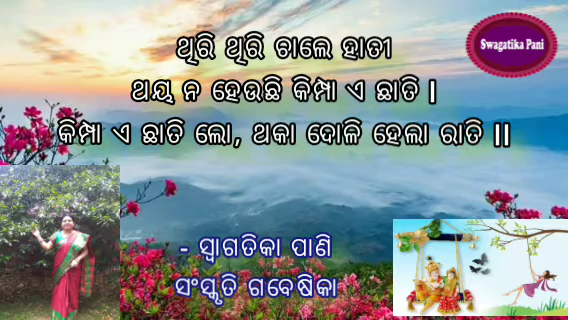 Swagatika Pani
ଥିରି ଥିରି ଚାଲେ ହାତୀ
ଥୟ ନ ହେଉଛି କିମ୍ପା ଏ ଛାତି ।
କିମ୍ପା ଏ ଛାତି ଲୋ, ଥକା ଦୋଳି ହେଲା ରାତି ।।
- ସ୍ୱାଗତିକା ପାଣି
ସଂସ୍କୃତି ଗବେଷିକା